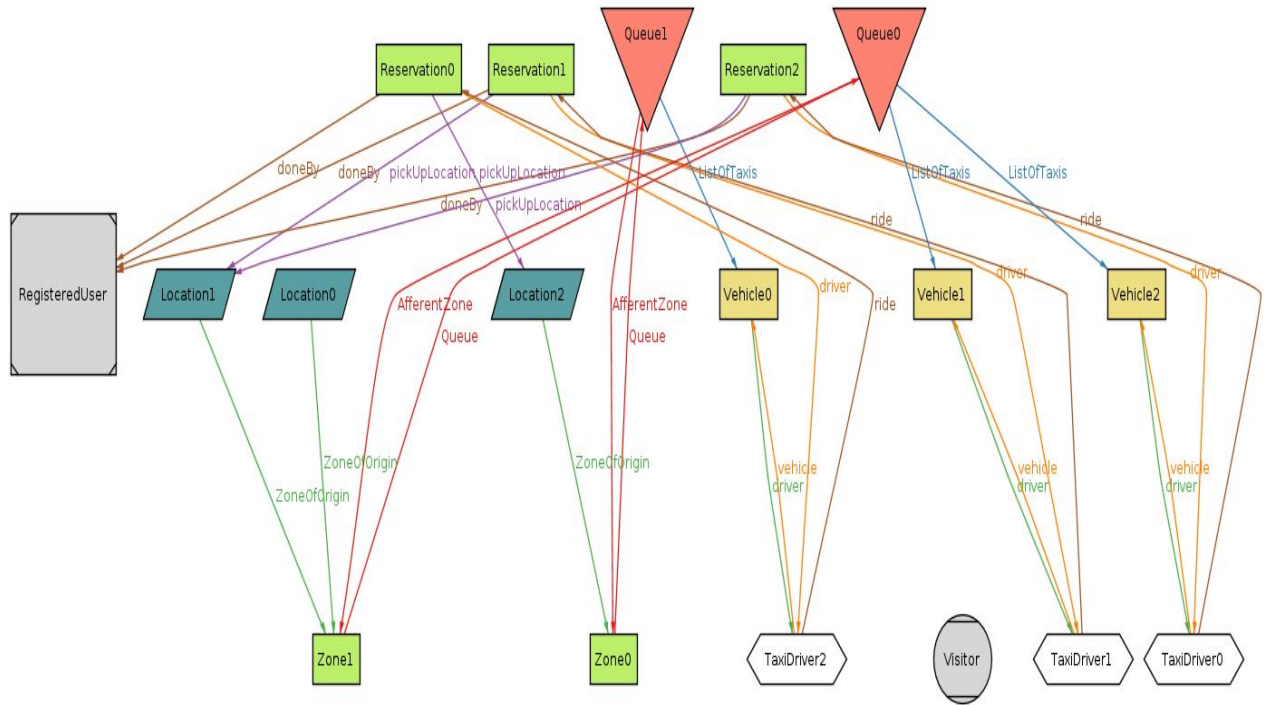 Queue1
Queue0
Reservation0
Reservation1
Reservation2
doneBy
doneBy
pickUpLocation
pickUpLocation
ListOfTaxis
ListOfTaxis
ListOfTaxis
doneBy
pickUpLocation
ride
ride
driver
driver
driver
RegisteredUser
Location1
Location0
Location2
Vehicle0
Vehicle1
Vehicle2
AfferentZone
AfferentZone
ride
Queue
Queue
ZoneOfOrigin
ZoneOfOrigin
vehicle
vehicle
vehicle
driver
driver
driver
ZoneOfOrigin
Zone1
Zone0
TaxiDriver2
Visitor
TaxiDriver1
TaxiDriver0